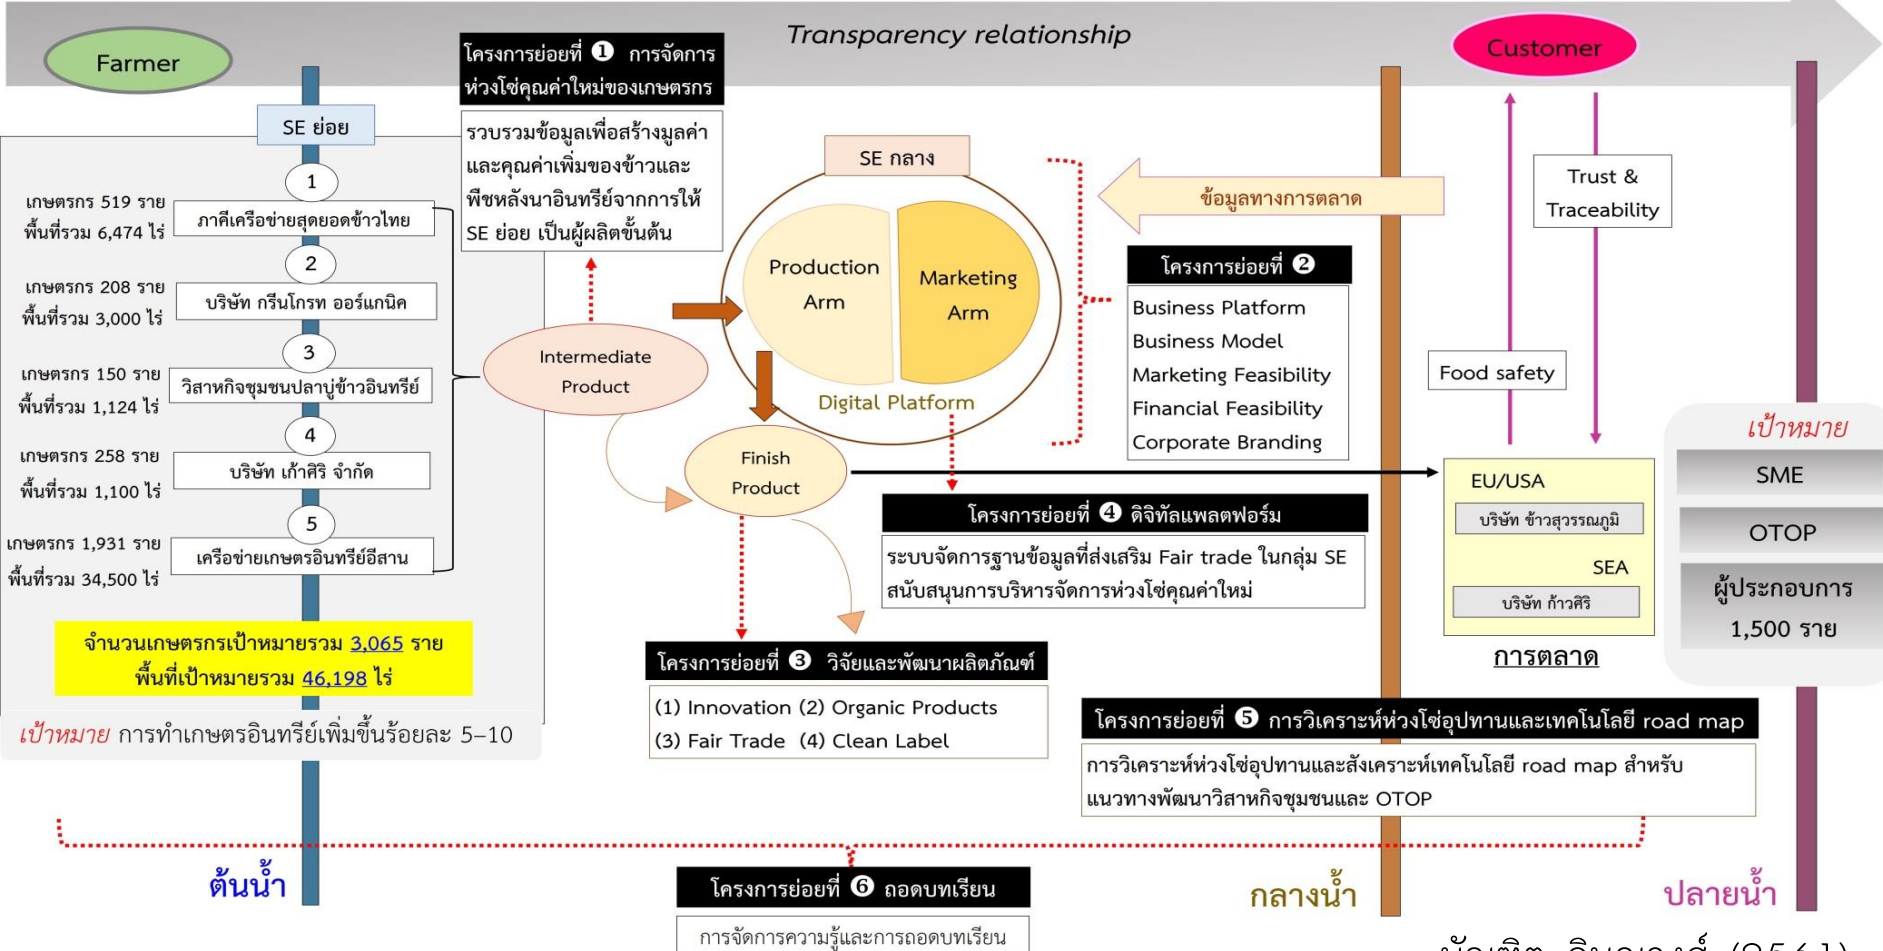 Transparency relationship
Farmer
Customer
SE ย่อย
1
เกษตรกร 519 ราย
พื้นที่รวม 6,474 ไร่
ภาคีเครือข่ายสุดยอดข้าวไทย
2
เกษตรกร 208 ราย
พื้นที่รวม 3,000 ไร่
บริษัท กรีนโกรท ออร์แกนิค
3
เกษตรกร 150 ราย
พื้นที่รวม 1,124 ไร่
วิสาหกิจชุมชนปลาบู่ข้าวอินทรีย์
4
เกษตรกร 258 ราย
พื้นที่รวม 1,100 ไร่
บริษัท เก้าศิริ จำกัด
5
เกษตรกร 1,931 ราย
พื้นที่รวม 34,500 ไร่
เครือข่ายเกษตรอินทรีย์อีสาน
จำนวนเกษตรกรเป้าหมายรวม 3,065 ราย
พื้นที่เป้าหมายรวม 46,198 ไร่
เป้าหมาย การทำเกษตรอินทรีย์เพิ่มขึ้นร้อยละ 5–10
โครงการย่อยที่ ❶ การจัดการ
ห่วงโซ่คุณค่าใหม่ของเกษตรกร
รวบรวมข้อมูลเพื่อสร้างมูลค่า
และคุณค่าเพิ่มของข้าวและ
พืชหลังนาอินทรีย์จากการให้
SE ย่อย เป็นผู้ผลิตขั้นต้น
Intermediate
Product
SE กลาง
Production
Arm
Marketing
Arm
Digital Platform
Finish
Product
ข้อมูลทางการตลาด
โครงการย่อยที่ ❷
Business Platform
Business Model
Marketing Feasibility
Financial Feasibility
Corporate Branding
Trust &
Traceability
Food safety
EU/USA
บริษัท ข้าวสุวรรณภูมิ
SEA
บริษัท ก้าวศิริ
การตลาด
เป้าหมาย
SME
OTOP
ผู้ประกอบการ
1,500 ราย
โครงการย่อยที่ ❹ ดิจิทัลแพลตฟอร์ม
ระบบจัดการฐานข้อมูลที่ส่งเสริม Fair trade ในกลุ่ม SE
สนับสนุนการบริหารจัดการห่วงโซ่คุณค่าใหม่
โครงการย่อยที่ ❸ วิจัยและพัฒนาผลิตภัณฑ์
(1) Innovation (2) Organic Products
(3) Fair Trade (4) Clean Label
โครงการย่อยที่ ❺ การวิเคราะห์ห่วงโซ่อุปทานและเทคโนโลยี road map
การวิเคราะห์ห่วงโซ่อุปทานและสังเคราะห์เทคโนโลยี road map สำหรับ
แนวทางพัฒนาวิสาหกิจชุมชนและ OTOP
ต้นน้ำ
กลางน้ำ
ปลายน้ำ
โครงการย่อยที่ ❻ ถอดบทเรียน
การจัดการความรู้และการถอดบทเรียน